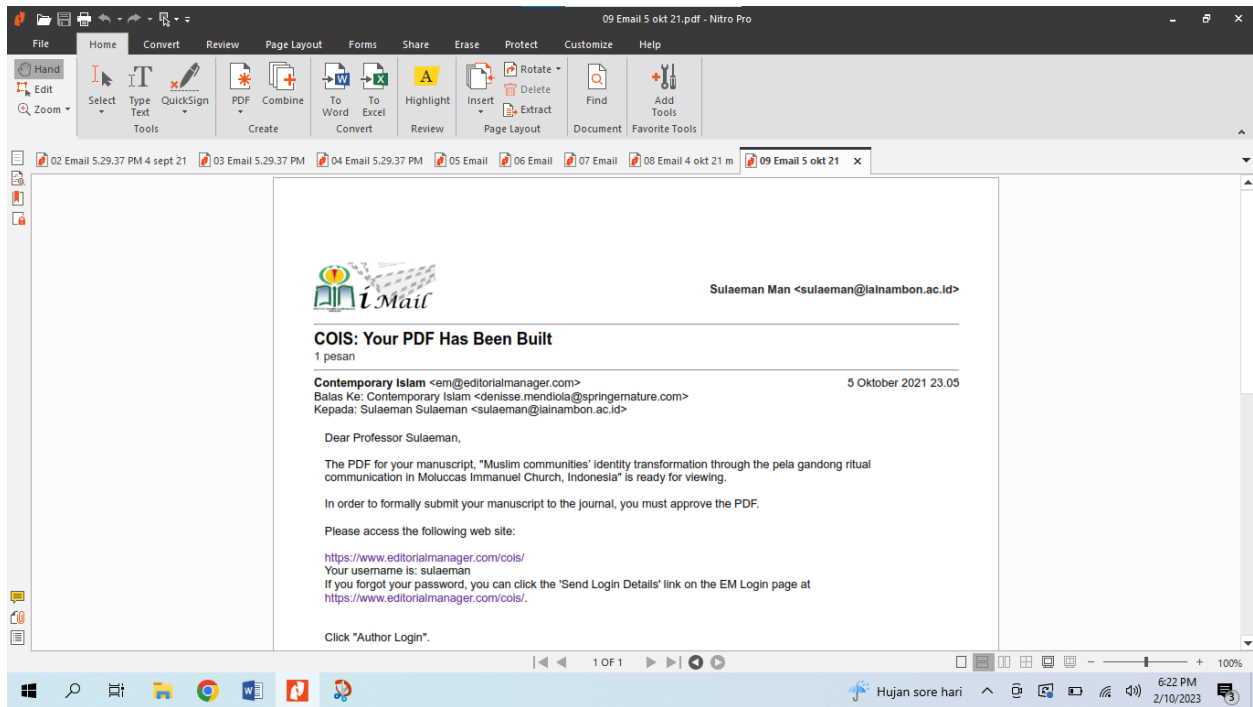 09 Email 5 okt 21.pdf - Nitro Pro
File Home Convert Review Page Layout Forms Share Erase Protect Customize Help
Hand
Edit
Zoom
Select
Type Text
QuickSign
Tools
PDF
Combine
Create
To Word
To Excel
Convert
A
Highlight
Review
Insert
Rotate
Delete
Extract
Page Layout
Find
Document
Add Tools
Favorite Tools
02 Email 5.29.37 PM 4 sept 21 03 Email 5.29.37 PM 04 Email 5.29.37 PM 05 Email 06 Email 07 Email 08 Email 4 okt 21 m 09 Email 5 okt 21
iMail
Sulaeman Man <sulaeman@iainambon.ac.id>
COIS: Your PDF Has Been Built
1 pesan
Contemporary Islam <em@editorialmanager.com> 5 Oktober 2021 23.05
Balas Ke: Contemporary Islam <denisse.mendiola@springernature.com>
Kepada: Sulaeman Sulaeman <sulaeman@iainambon.ac.id>
Dear Professor Sulaeman,
The PDF for your manuscript, "Muslim communities' identity transformation through the pela gandong ritual
communication in Moluccas Immanuel Church, Indonesia" is ready for viewing.
In order to formally submit your manuscript to the journal, you must approve the PDF.
Please access the following web site:
https://www.editorialmanager.com/cois/
Your username is: sulaeman
If you forgot your password, you can click the 'Send Login Details' link on the EM Login page at
https://www.editorialmanager.com/cois/.
Click "Author Login".
1 OF 1
100%
Hujan sore hari
6:22 PM
2/10/2023
3